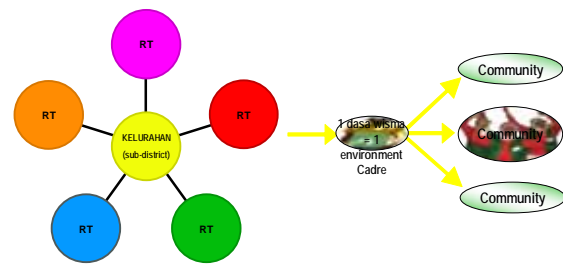 RT
RT
RT
KELURAHAN
(sub-district)
RT
RT
1 dasa wisma
= 1
environment
Cadre
Community
Community
Community